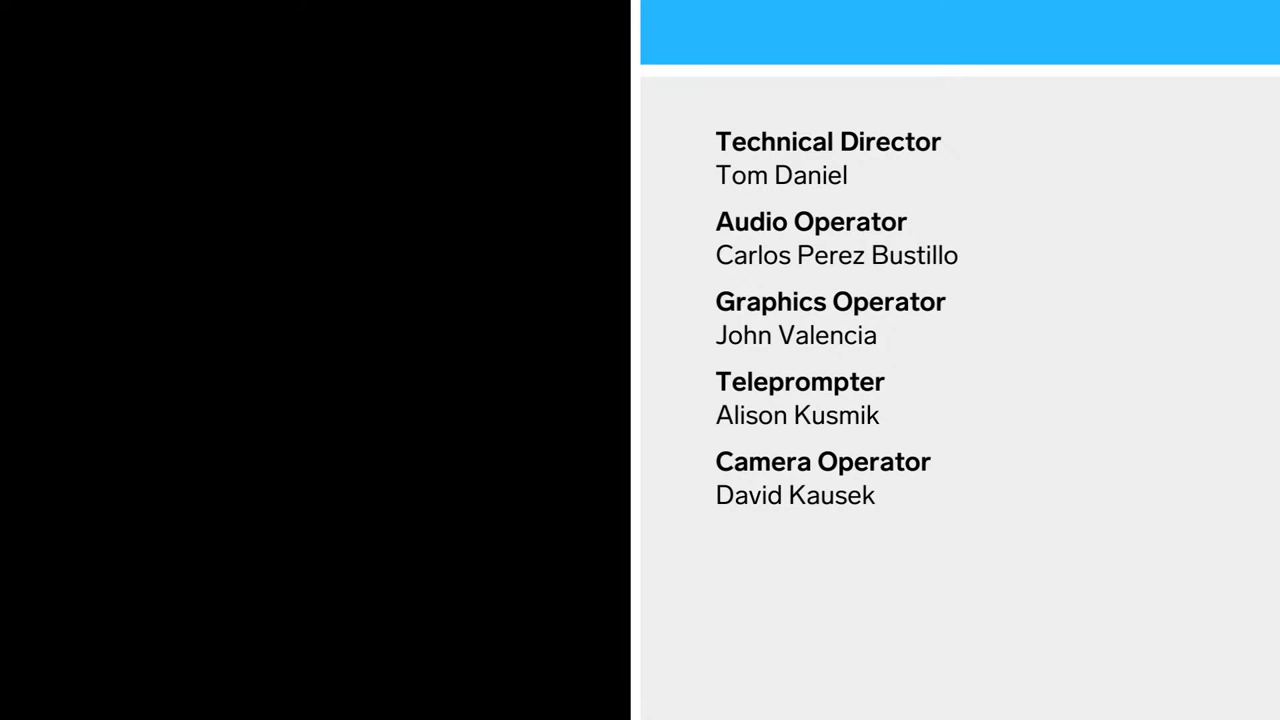 Technical Director
Tom Daniel
Audio Operator
Carlos Perez Bustillo
Graphics Operator
John Valencia
Teleprompter
Alison Kusmik
Camera Operator
David Kausek